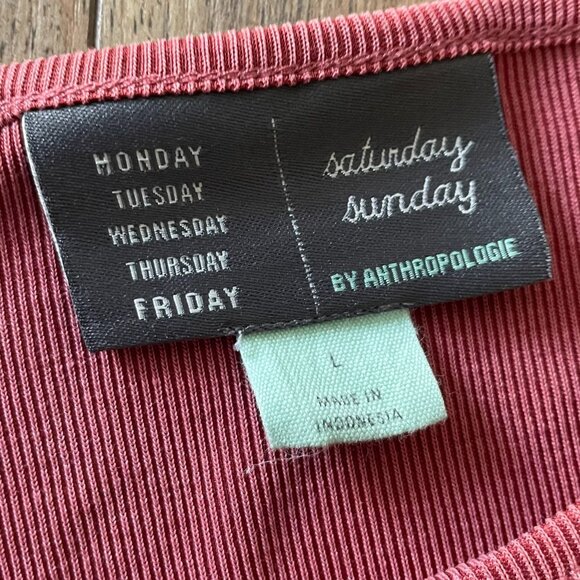 MONDAY
TUESDAY
WEDNESDAY
THURSDAY
FRIDAY
saturday
sunday
BY ANTHROPOLOGIE
L
MADE IN
INDONESIA